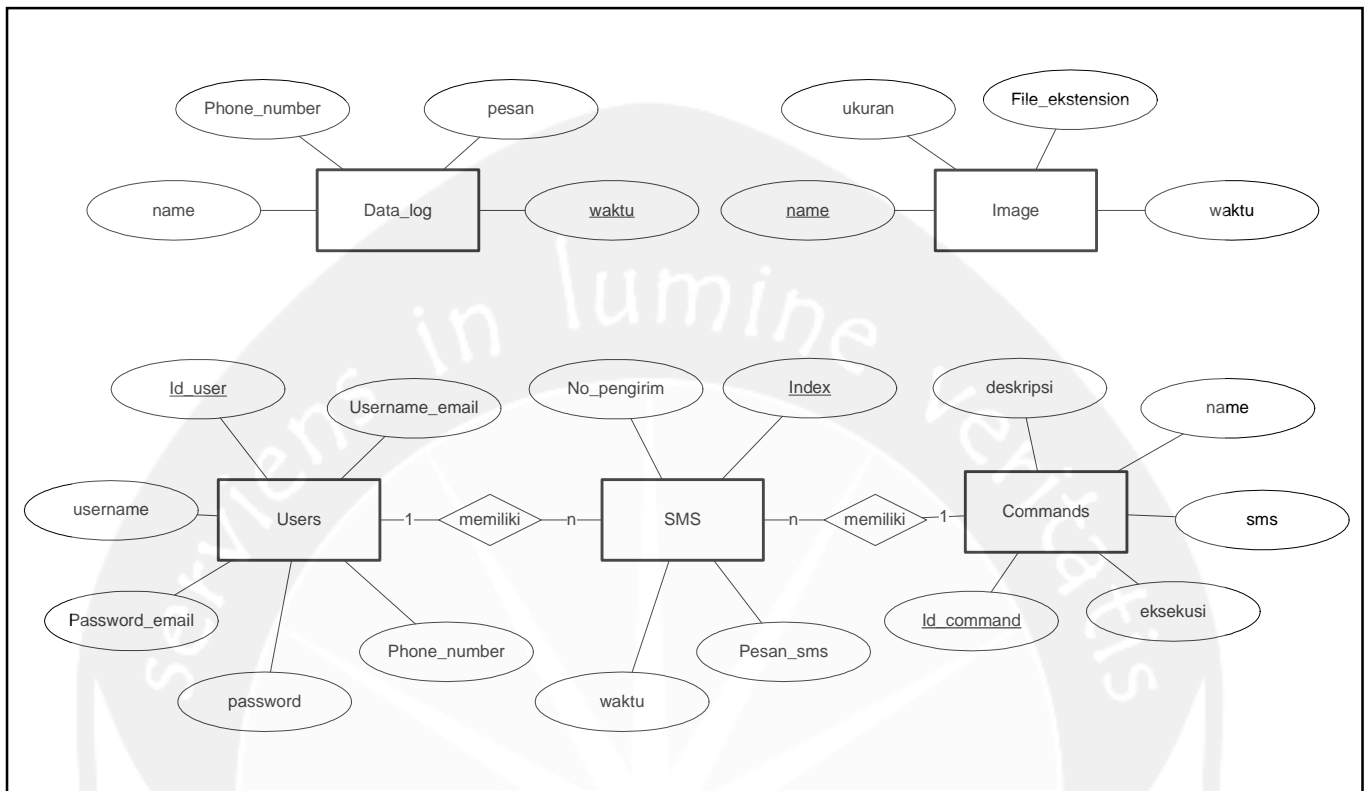 Phone_number
pesan
name
Data_log
waktu
ukuran
File_ekstension
name
Image
waktu
serviens in lumine veritatis
Id_user
Username_email
username
Users
Password_email
password
Phone_number
1
memiliki
n
No_pengirim
Index
SMS
waktu
Pesan_sms
n
memiliki
1
deskripsi
name
Commands
sms
Id_command
eksekusi